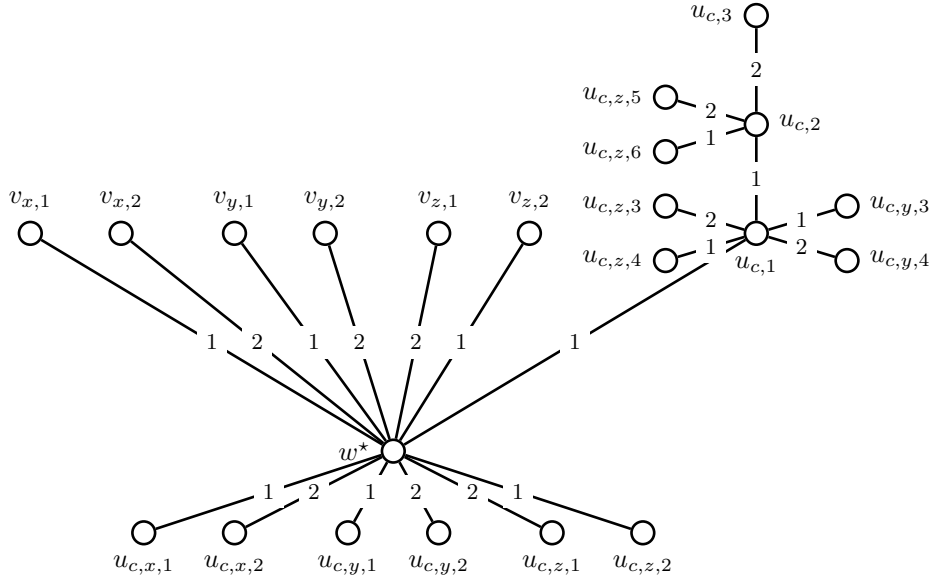 u_{c,3}
2
u_{c,z,5}
2
u_{c,2}
1
u_{c,z,6}
1
v_{x,1} v_{x,2} v_{y,1} v_{y,2} v_{z,1} v_{z,2}
u_{c,z,3} 2 1 u_{c,y,3}
u_{c,z,4} 1 2 u_{c,y,4}
u_{c,1}
1 2 1 2 2 1 1
w^⋆
1 2 1 2 2 1
u_{c,x,1} u_{c,x,2} u_{c,y,1} u_{c,y,2} u_{c,z,1} u_{c,z,2}